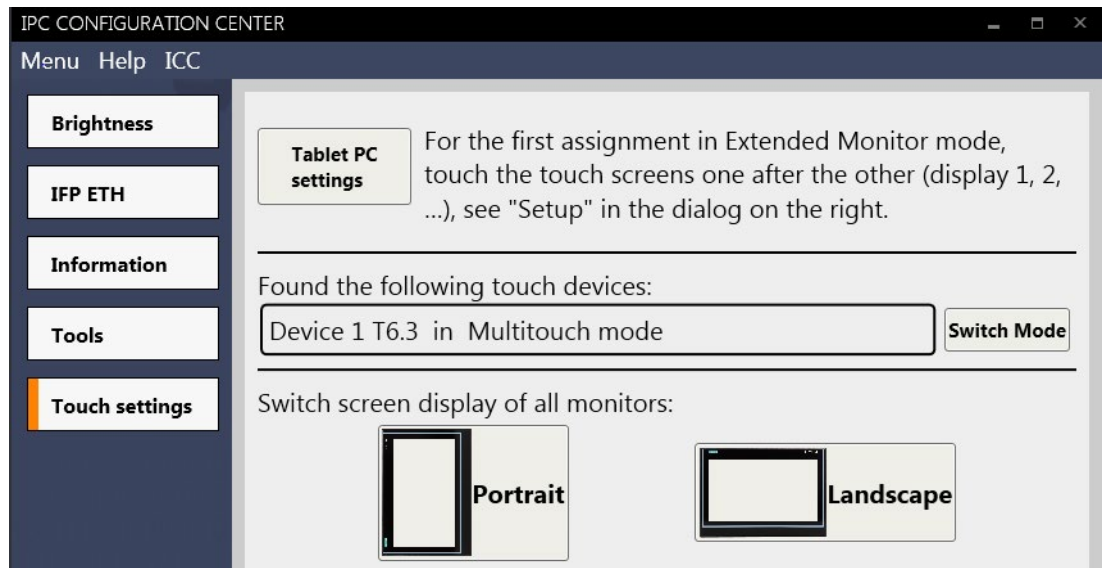 IPC CONFIGURATION CENTER
Menu Help ICC
Brightness
IFP ETH
Information
Tools
Touch settings
Tablet PC
settings
For the first assignment in Extended Monitor mode,
touch the touch screens one after the other (display 1, 2,
...), see "Setup" in the dialog on the right.
Found the following touch devices:
Device 1 T6.3 in Multitouch mode
Switch Mode
Switch screen display of all monitors:
Portrait
Landscape